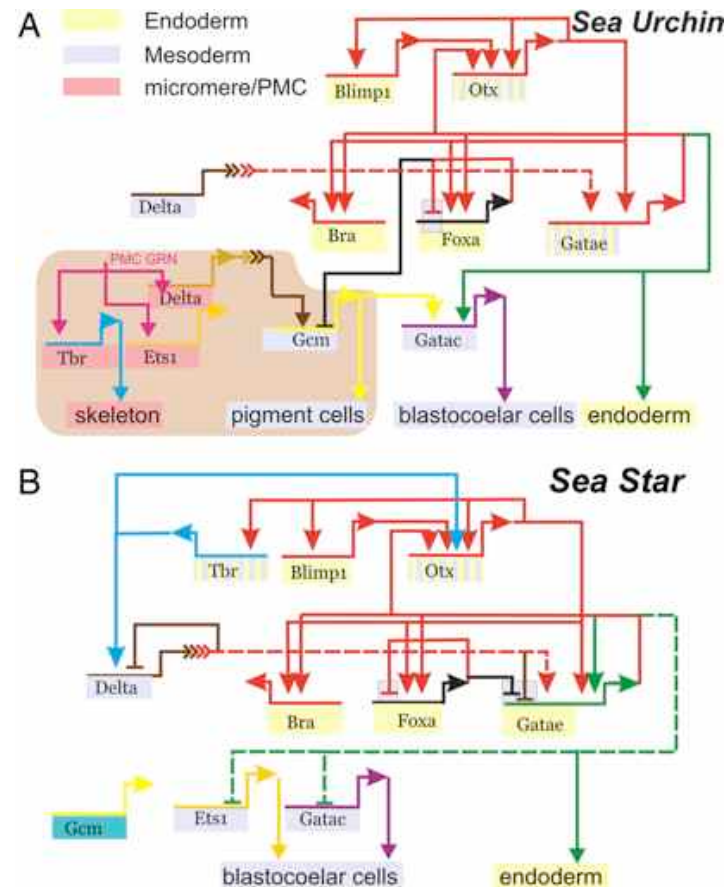 A
Endoderm
Mesoderm
micromere/PMC
Sea Urchin
Blimp1
Otx
Delta
Bra
Foxa
Gatae
PMC GRN
Delta
Tbr
Ets1
Gcm
Gatac
skeleton
pigment cells
blastocoelar cells
endoderm
B
Sea Star
Tbr
Blimp1
Otx
Delta
Bra
Foxa
Gatae
Gcm
Ets1
Gatac
blastocoelar cells
endoderm